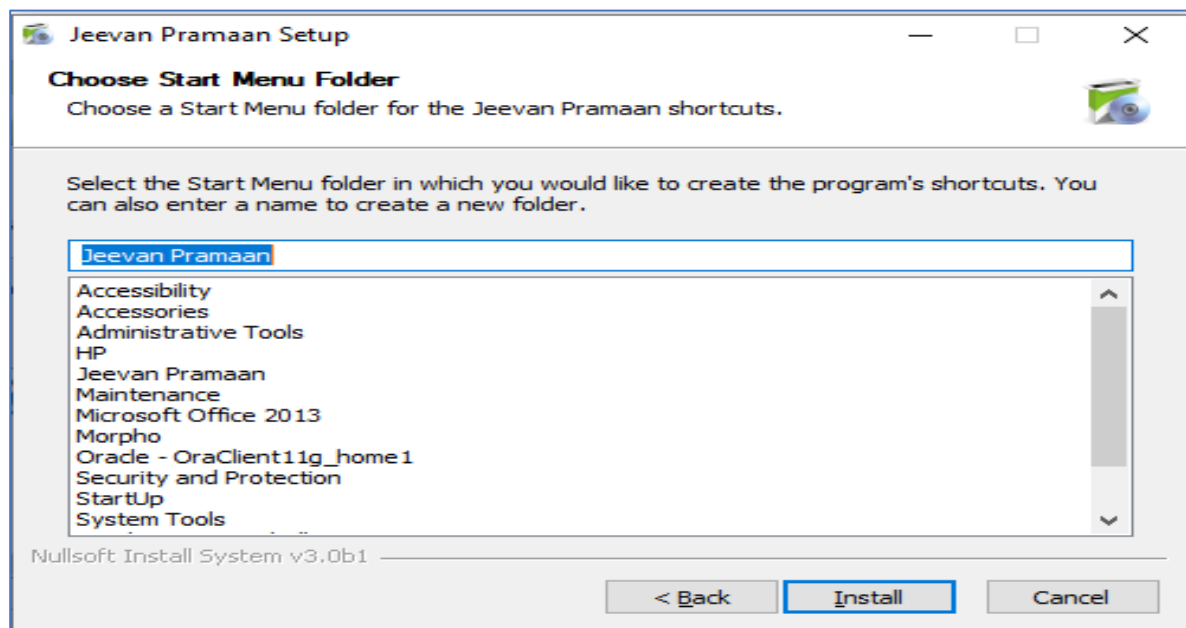 Jeevan Pramaan Setup
Choose Start Menu Folder
Choose a Start Menu folder for the Jeevan Pramaan shortcuts.
Select the Start Menu folder in which you would like to create the program's shortcuts. You
can also enter a name to create a new folder.
Jeevan Pramaan
Accessibility
Accessories
Administrative Tools
HP
Jeevan Pramaan
Maintenance
Microsoft Office 2013
Morpho
Oracle - OraClient11g_home1
Security and Protection
StartUp
System Tools
Nullsoft Install System v3.0b1
< Back Install Cancel